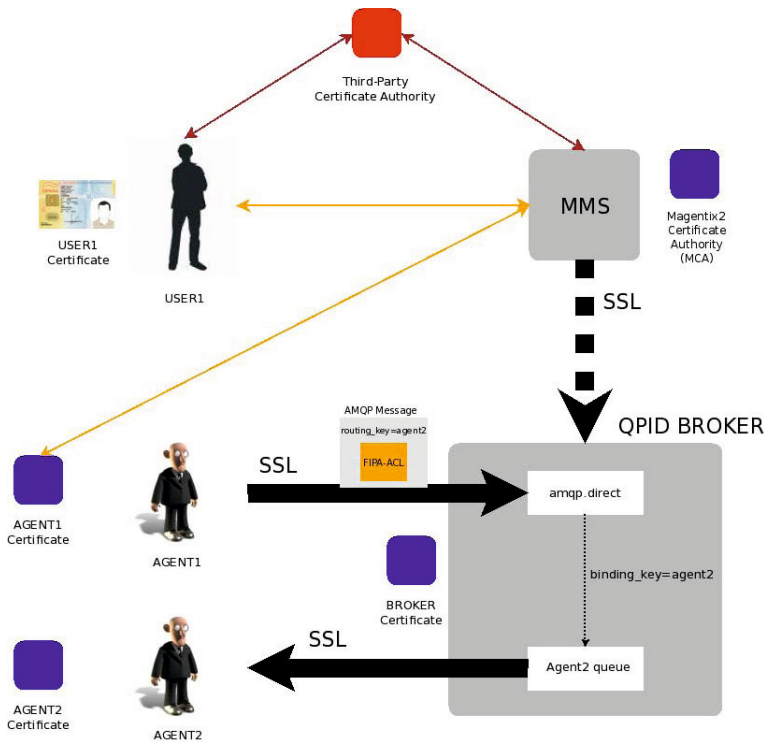 Third-Party
Certificate Authority
USER1
Certificate
USER1
MMS
Magentix2
Certificate
Authority
(MCA)
SSL
QPID BROKER
AMQP Message
routing_key=agent2
FIPA-ACL
SSL
amqp.direct
AGENT1
Certificate
AGENT1
binding_key=agent2
BROKER
Certificate
SSL
Agent2 queue
AGENT2
Certificate
AGENT2